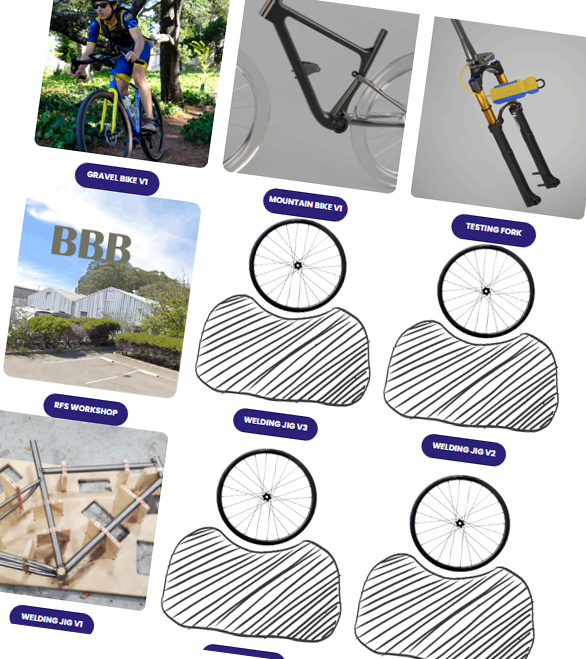 GRAVEL BIKE V1
MOUNTAIN BIKE V1
TESTING FORK
BBB
RFS WORKSHOP
WELDING JIG V3
WELDING JIG V2
WELDING JIG V1